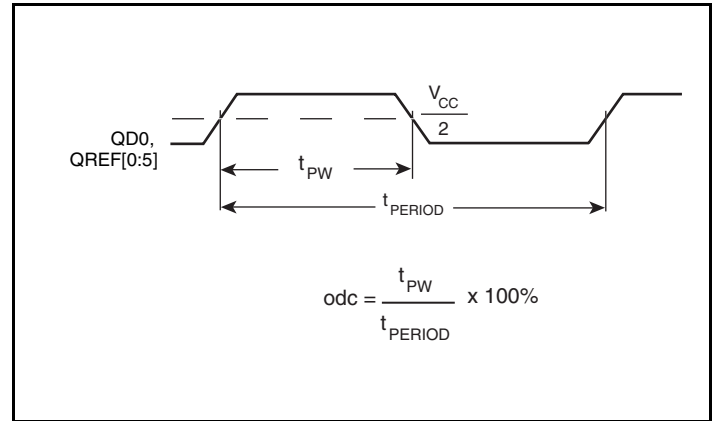 V_CC
2
QD0,
QREF[0:5]
t_PW
t_PERIOD
odc = t_PW x 100%
t_PERIOD